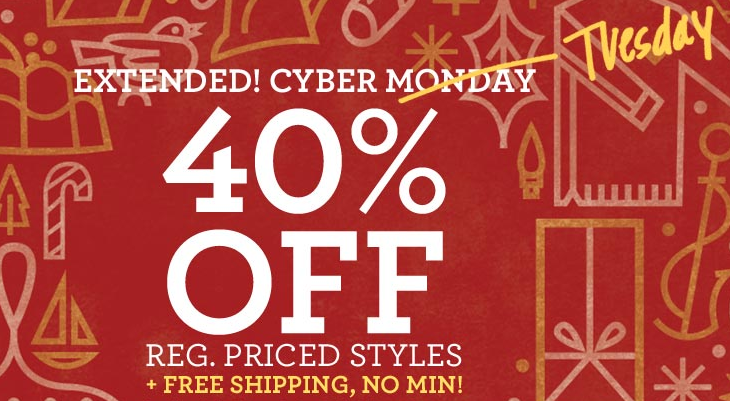 EXTENDED! CYBER MONDAY Tuesday
40%
OFF
REG. PRICED STYLES
+ FREE SHIPPING, NO MIN!